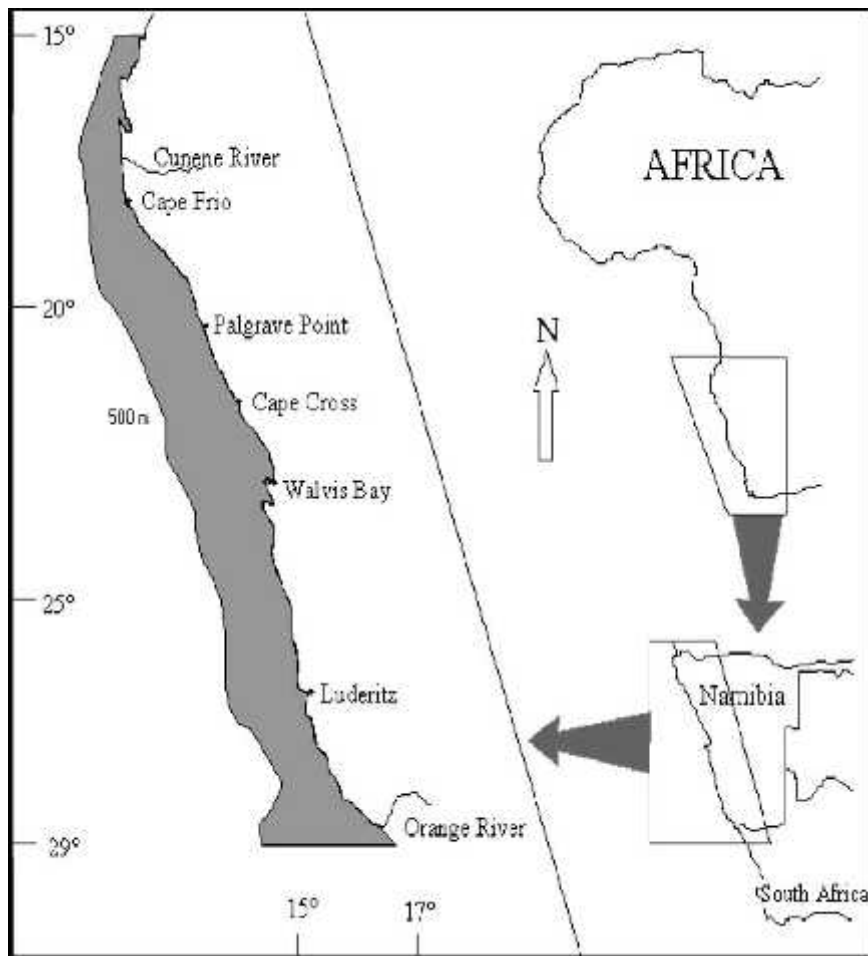 15°
Cunene River
Cape Frio
AFRICA
20°
Palgrave Point
N
Cape Cross
500 m
Walvis Bay
25°
Luderitz
Namibia
Orange River
29°
South Africa
15°
17°